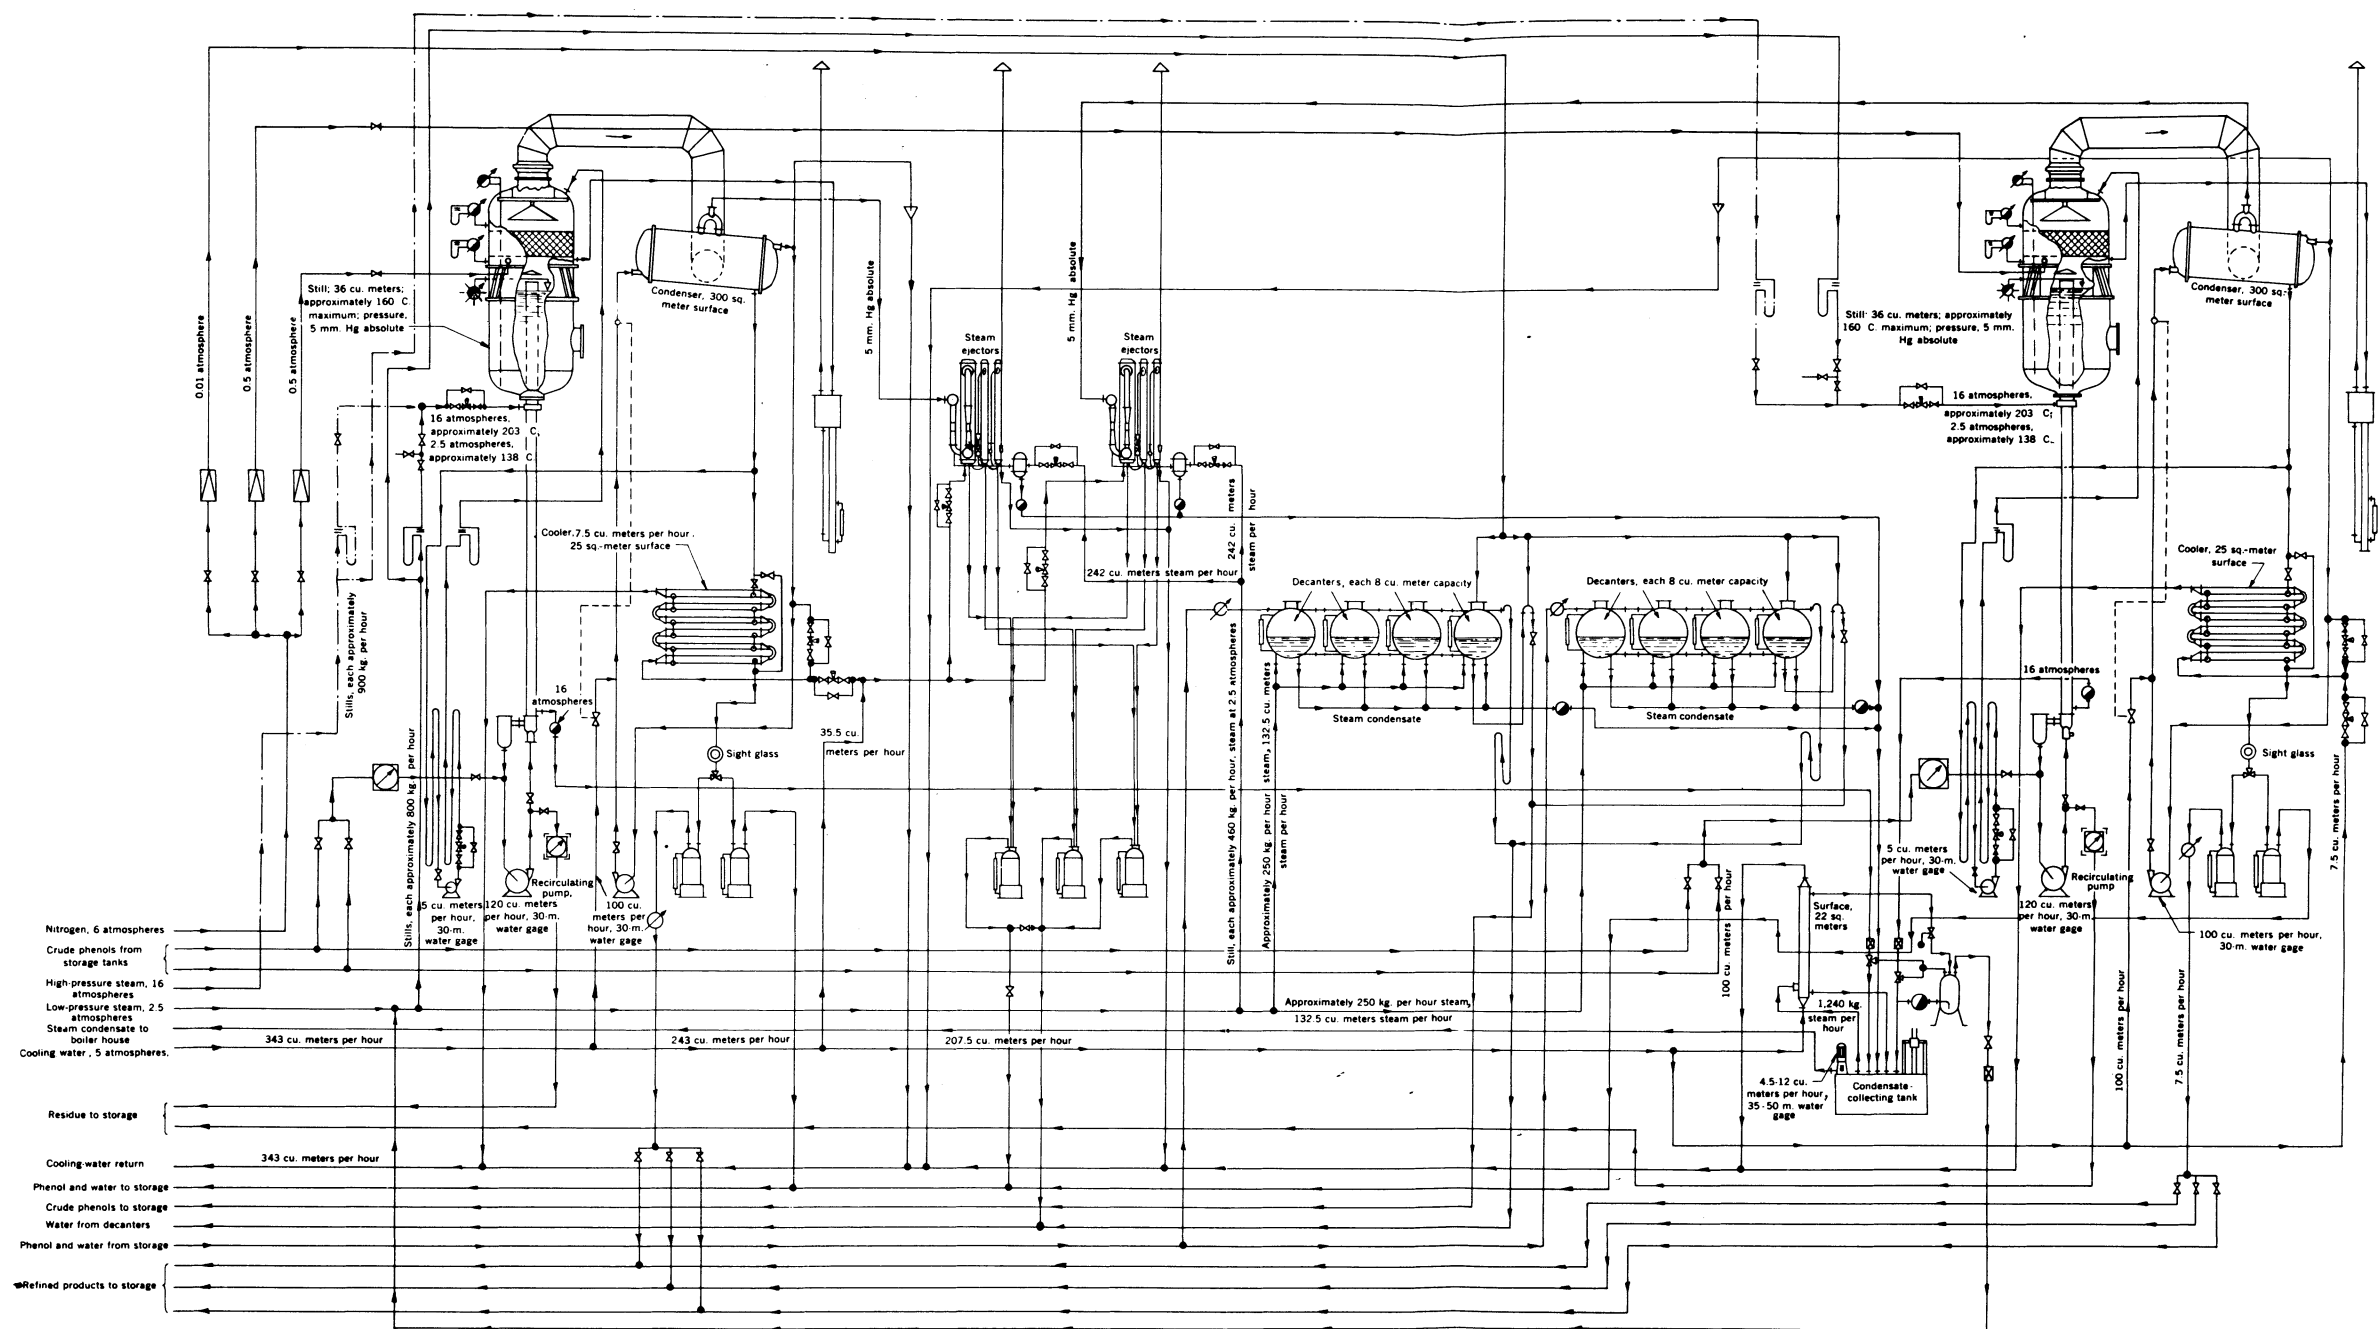 0.01 atmosphere
0.5 atmosphere
0.5 atmosphere
Still; 36 cu. meters;
approximately 160 C.
maximum; pressure,
5 mm. Hg absolute
Condenser, 300 sq.
meter surface
5 mm. Hg absolute
Steam
ejectors
5 mm. Hg absolute
Steam
ejectors
16 atmospheres,
approximately 203 C,
2.5 atmospheres,
approximately 138 C
Cooler, 7.5 cu. meters per hour,
25 sq.-meter surface
Stills, each approximately
900 kg. per hour
Stills, each approximately 800 kg. per hour
16
atmospheres
35.5 cu.
meters per hour
Sight glass
Recirculating
pump,
5 cu. meters
per hour,
30-m.
water gage
120 cu. meters
per hour, 30-m.
water gage
100 cu.
meters per
hour, 30-m.
water gage
242 cu. meters
steam per hour
242 cu. meters steam per hour
Decanters, each 8 cu. meter capacity
Decanters, each 8 cu. meter capacity
Steam condensate
Steam condensate
Still, each approximately 460 kg. per hour, steam at 2.5 atmospheres
Approximately 250 kg. per hour steam, 132.5 cu. meters
steam per hour
Approximately 250 kg. per hour steam,
132.5 cu. meters steam per hour
Still: 36 cu. meters; approximately
160 C. maximum; pressure, 5 mm.
Hg absolute
Condenser, 300 sq.-
meter surface
16 atmospheres,
approximately 203 C;
2.5 atmospheres,
approximately 138 C.
Cooler, 25 sq.-meter
surface
16 atmospheres
Sight glass
5 cu. meters
per hour, 30-m.
water gage
Recirculating
pump
120 cu. meters
per hour, 30-m.
water gage
100 cu. meters per hour,
30-m. water gage
7.5 cu. meters per hour
100 cu. meters per hour
Surface,
22 sq.
meters
1,240 kg.
steam per
hour
4.5-12 cu.
meters per hour,
35-50 m. water
gage
Condensate-
collecting tank
100 cu. meters per hour
7.5 cu. meters per hour
Nitrogen, 6 atmospheres
Crude phenols from
storage tanks
High-pressure steam, 16
atmospheres
Low-pressure steam, 2.5
atmospheres
Steam condensate to
boiler house
Cooling water, 5 atmospheres.
343 cu. meters per hour
243 cu. meters per hour
207.5 cu. meters per hour
Residue to storage
Cooling-water return
343 cu. meters per hour
Phenol and water to storage
Crude phenols to storage
Water from decanters
Phenol and water from storage
Refined products to storage